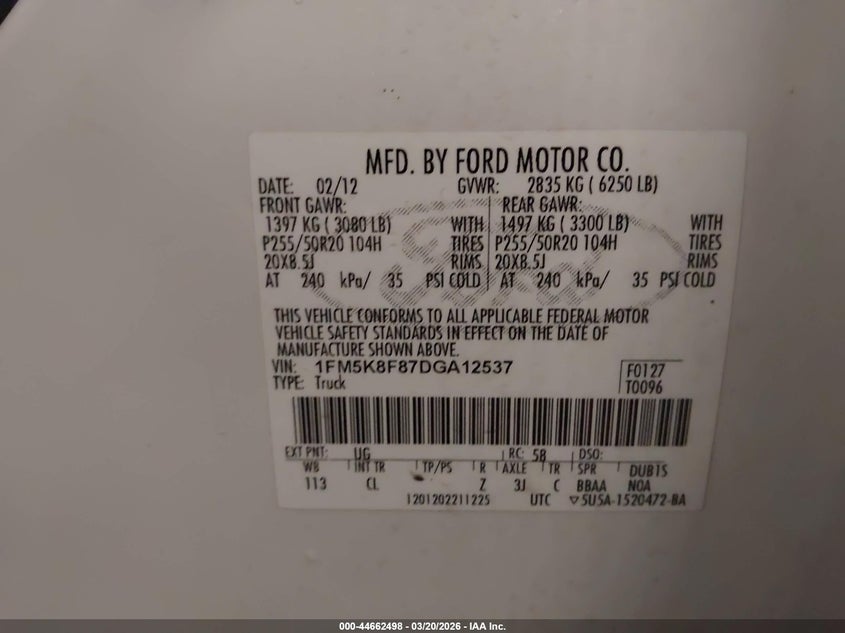 MFD. BY FORD MOTOR CO.
DATE: 02/12 GVWR: 2835 KG ( 6250 LB)
FRONT GAWR: REAR GAWR:
1397 KG ( 3080 LB) WITH 1497 KG ( 3300 LB) WITH
P255/50R20 104H TIRES P255/50R20 104H TIRES
20X8.5J RIMS 20X8.5J RIMS
AT 240 kPa/ 35 PSI COLD AT 240 kPa/ 35 PSI COLD
THIS VEHICLE CONFORMS TO ALL APPLICABLE FEDERAL MOTOR
VEHICLE SAFETY STANDARDS IN EFFECT ON THE DATE OF
MANUFACTURE SHOWN ABOVE.
VIN: 1FM5K8F87DGA12537 F0127
TYPE: Truck T0096
EXT PNT: UG RC: 58 DSO:
WB INT TR TP/PS R AXLE TR SPR DUB1S
113 CL Z 3J C BBAA NOA
1201202211225 UTC ▽5U5A-1520472-BA
000-44662498 - 03/20/2026 - IAA Inc.